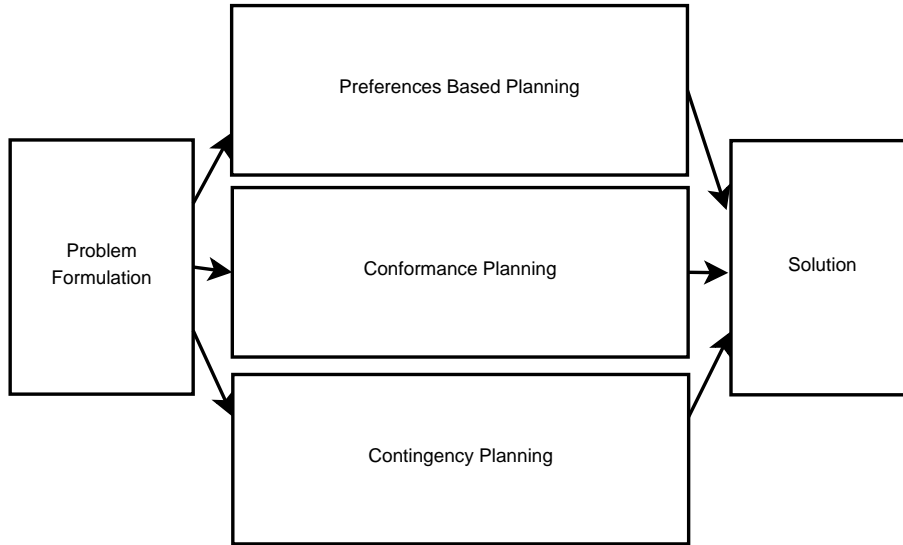 Preferences Based Planning
Problem
Formulation
Conformance Planning
Solution
Contingency Planning